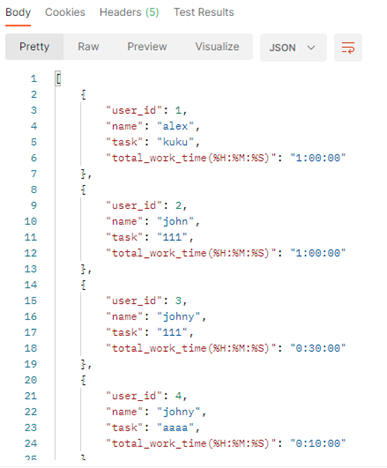 Body Cookies Headers (5) Test Results
Pretty Raw Preview Visualize JSON
1 [
2 {
3 "user_id": 1,
4 "name": "alex",
5 "task": "kuku",
6 "total_work_time(%H:%M:%S)": "1:00:00"
7 },
8 {
9 "user_id": 2,
10 "name": "john",
11 "task": "111",
12 "total_work_time(%H:%M:%S)": "1:00:00"
13 },
14 {
15 "user_id": 3,
16 "name": "johny",
17 "task": "111",
18 "total_work_time(%H:%M:%S)": "0:30:00"
19 },
20 {
21 "user_id": 4,
22 "name": "johny",
23 "task": "aaaa",
24 "total_work_time(%H:%M:%S)": "0:10:00"
25 }